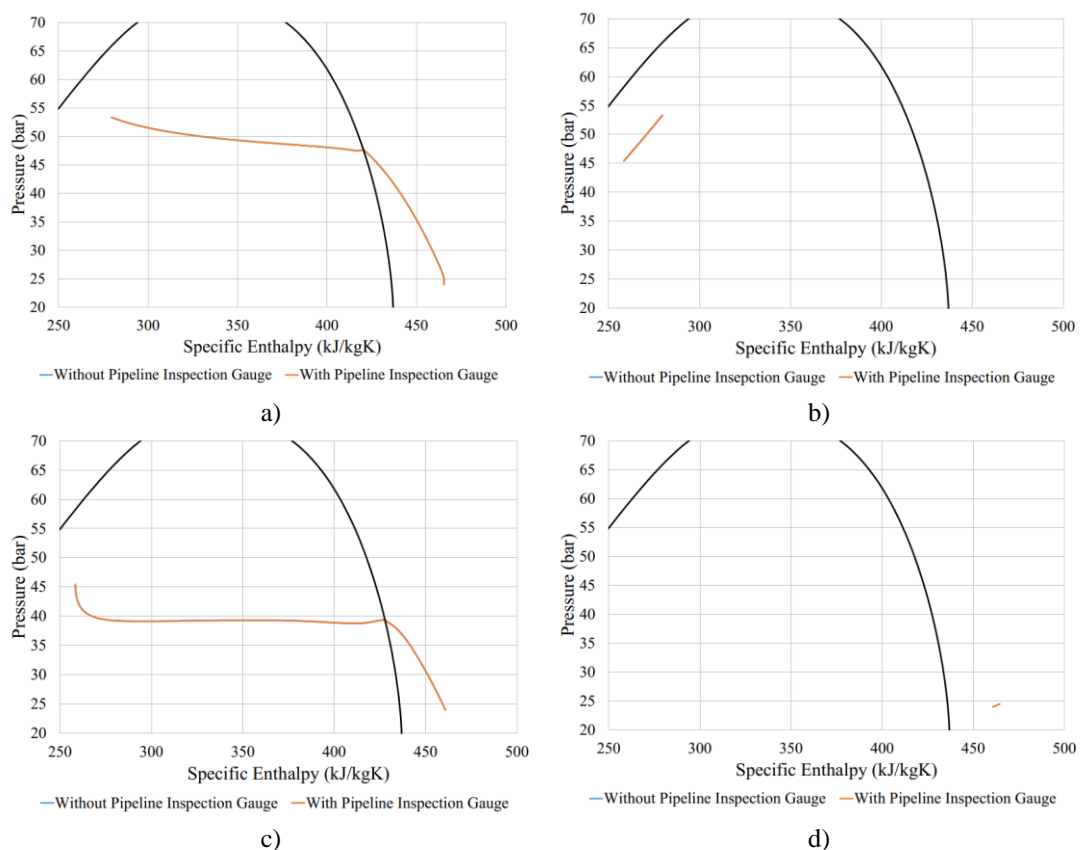 70
65
60
55
50
45
40
35
30
25
20
Pressure (bar)
250 300 350 400 450 500
Specific Enthalpy (kJ/kgK)
Without Pipeline Inspection Gauge With Pipeline Inspection Gauge
a)
70
65
60
55
50
45
40
35
30
25
20
Pressure (bar)
250 300 350 400 450 500
Specific Enthalpy (kJ/kgK)
Without Pipeline Insepction Gauge With Pipeline Inspection Gauge
b)
70
65
60
55
50
45
40
35
30
25
20
Pressure (bar)
250 300 350 400 450 500
Specific Enthalpy (kJ/kgK)
Without Pipeline Inspection Gauge With Pipeline Inspection Gauge
c)
70
65
60
55
50
45
40
35
30
25
20
Pressure (bar)
250 300 350 400 450 500
Specific Enthalpy (kJ/kgK)
Without Pipeline Inspection Gauge With Pipeline Inspection Gauge
d)